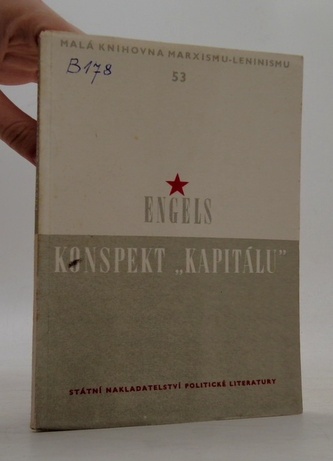 MALÁ KNIHOVNA MARXISMU-LENINISMU
B178
53
ENGELS
KONSPEKT „KAPITÁLU"
STÁTNÍ NAKLADATELSTVÍ POLITICKÉ LITERATURY